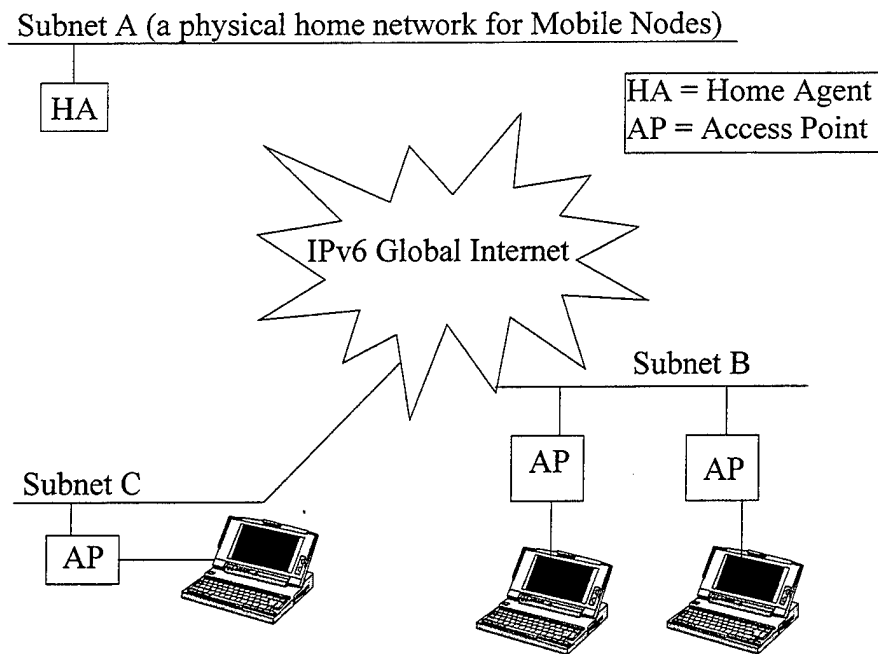 Subnet A (a physical home network for Mobile Nodes)
HA
HA = Home Agent
AP = Access Point
IPv6 Global Internet
Subnet B
AP
AP
Subnet C
AP